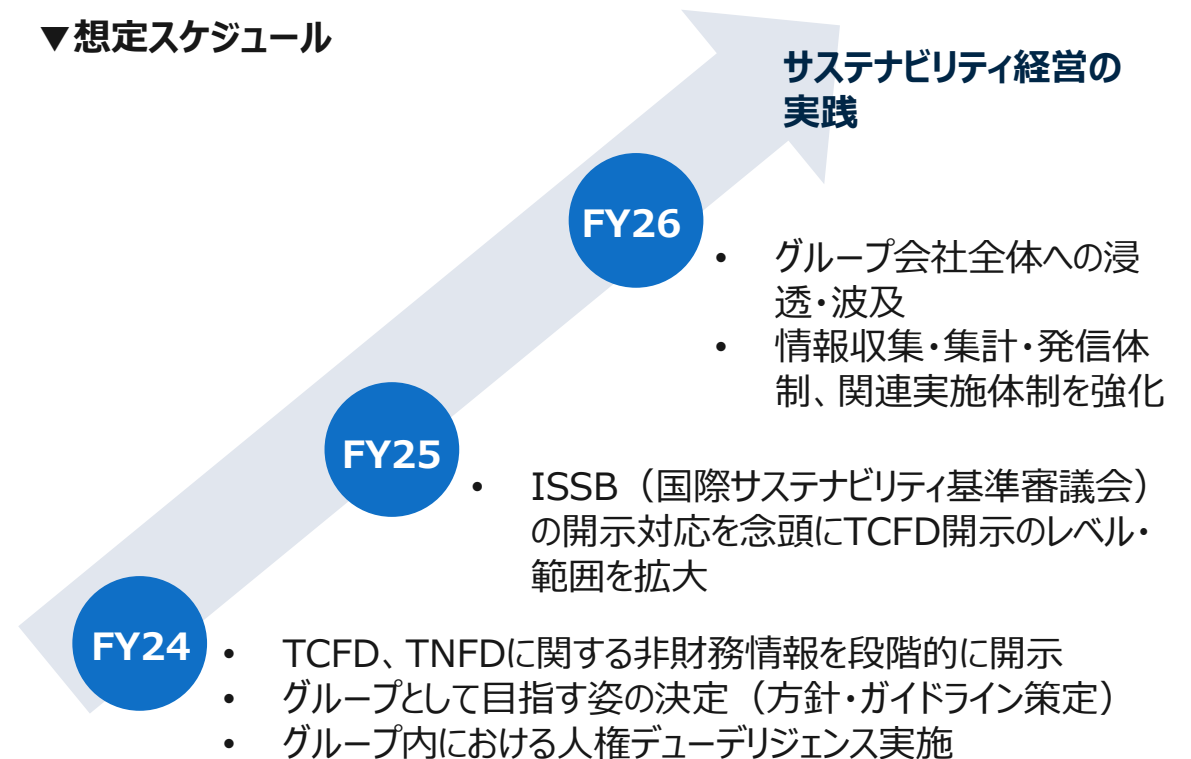 ▼想定スケジュール
サステナビリティ経営の
実践
FY26
• グループ会社全体への浸
透・波及
• 情報収集・集計・発信体
制、関連実施体制を強化
FY25
• ISSB（国際サステナビリティ基準審議会）
の開示対応を念頭にTCFD開示のレベル・
範囲を拡大
FY24
• TCFD、TNFDに関する非財務情報を段階的に開示
• グループとして目指す姿の決定（方針・ガイドライン策定）
• グループ内における人権デューデリジェンス実施